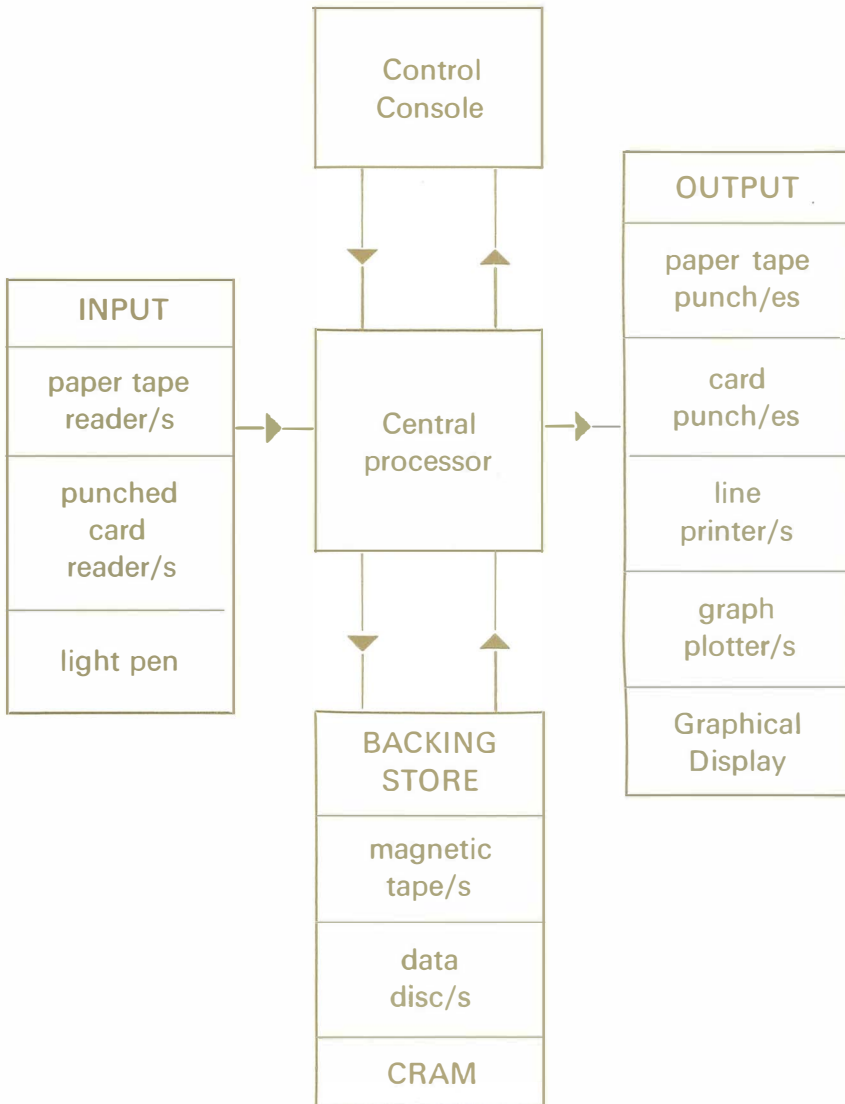 Control
Console
INPUT
paper tape
reader/s
punched
card
reader/s
light pen
Central
processor
OUTPUT
paper tape
punch/es
card
punch/es
line
printer/s
graph
plotter/s
Graphical
Display
BACKING
STORE
magnetic
tape/s
data
disc/s
CRAM